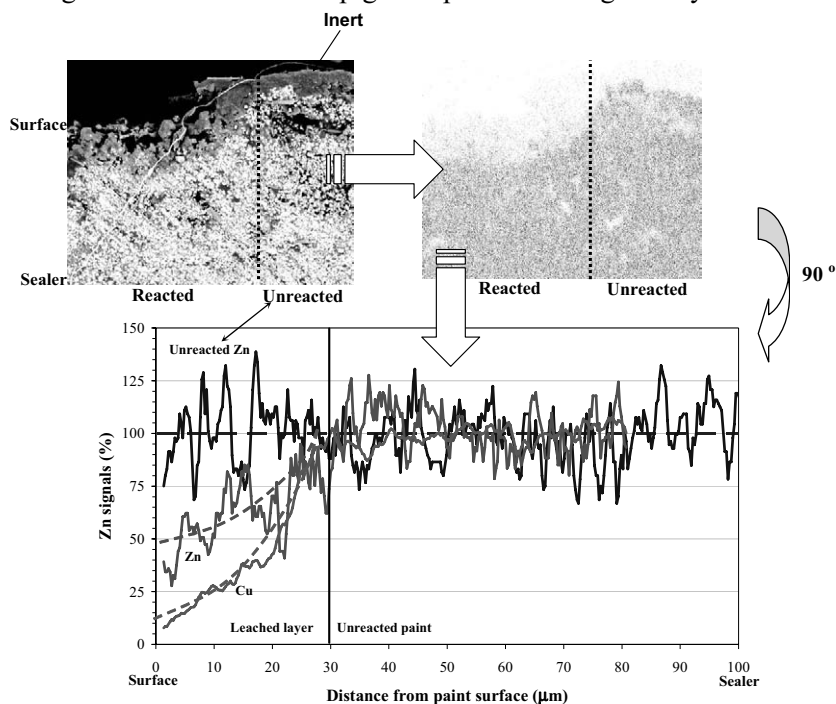 Inert
Surface
Sealer
Reacted
Unreacted
Reacted
Unreacted
90 º
150
125
100
75
50
25
0
Zn signals (%)
Unreacted Zn
Zn
Cu
Leached layer
Unreacted paint
0 10 20 30 40 50 60 70 80 90 100
Surface
Sealer
Distance from paint surface (μm)